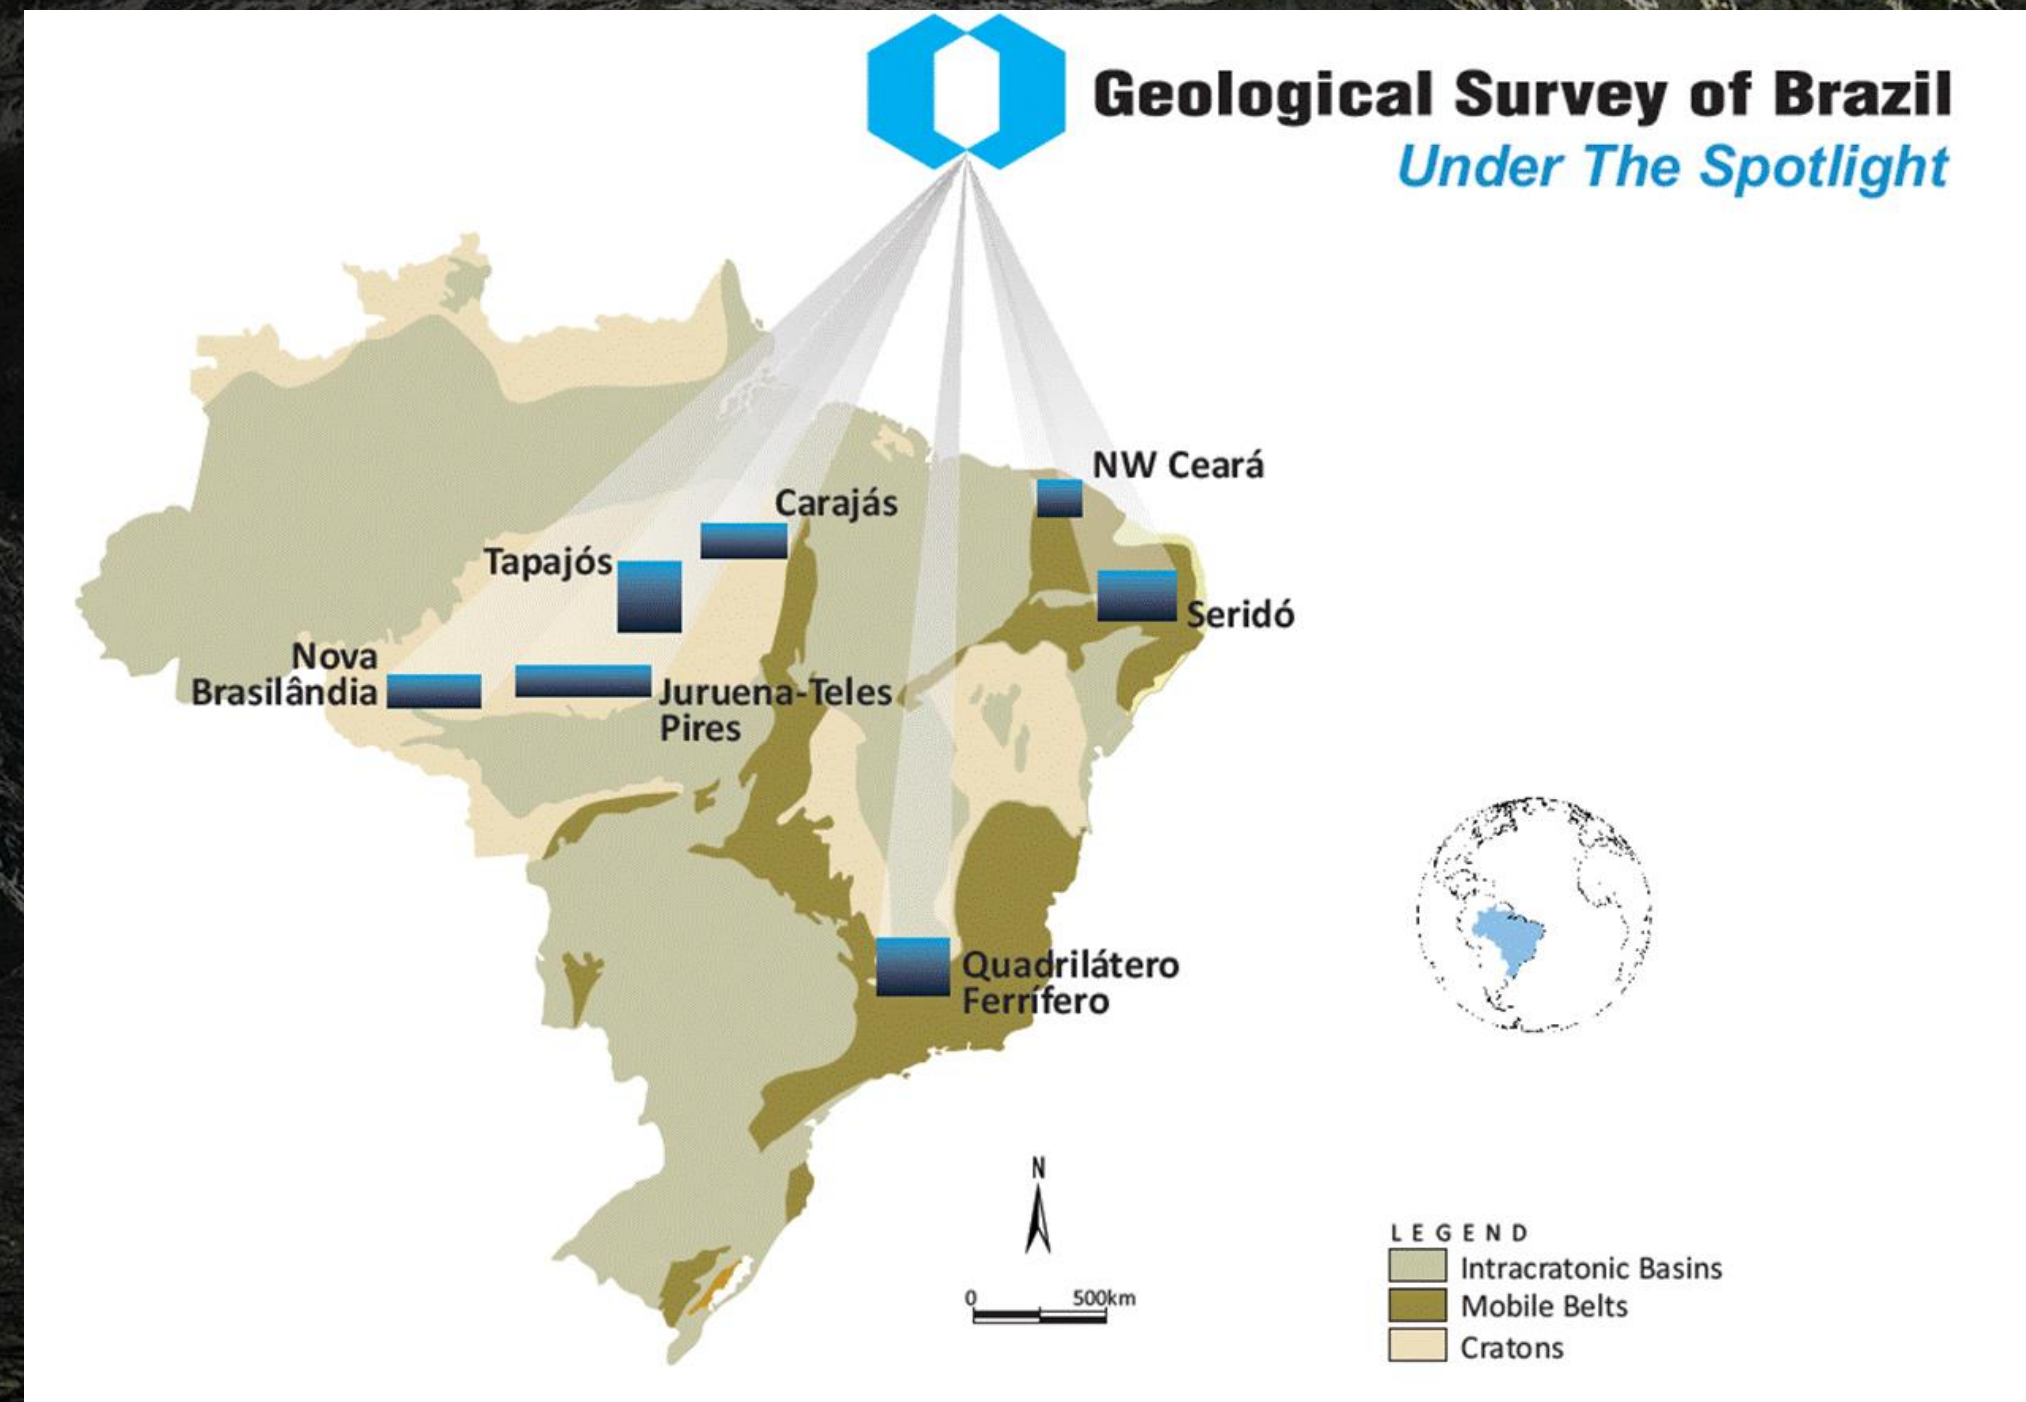 Geological Survey of Brazil
Under The Spotlight
NW Ceará
Carajás
Tapajós
Seridó
Nova
Brasilândia
Juruena-Teles
Pires
Quadrilátero
Ferrífero
N
0 500km
LEGEND
Intracratonic Basins
Mobile Belts
Cratons